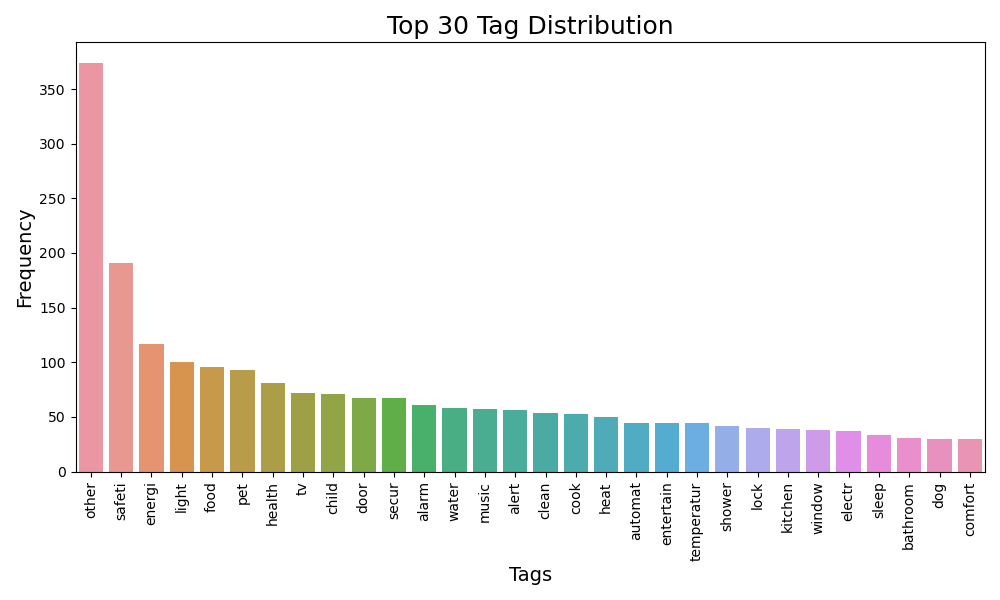 Top 30 Tag Distribution
Frequency
350
300
250
200
150
100
50
0
other
safeti
energi
light
food
pet
health
tv
child
door
secur
alarm
water
music
alert
clean
cook
heat
automat
entertain
temperatur
shower
lock
kitchen
window
electr
sleep
bathroom
dog
comfort
Tags